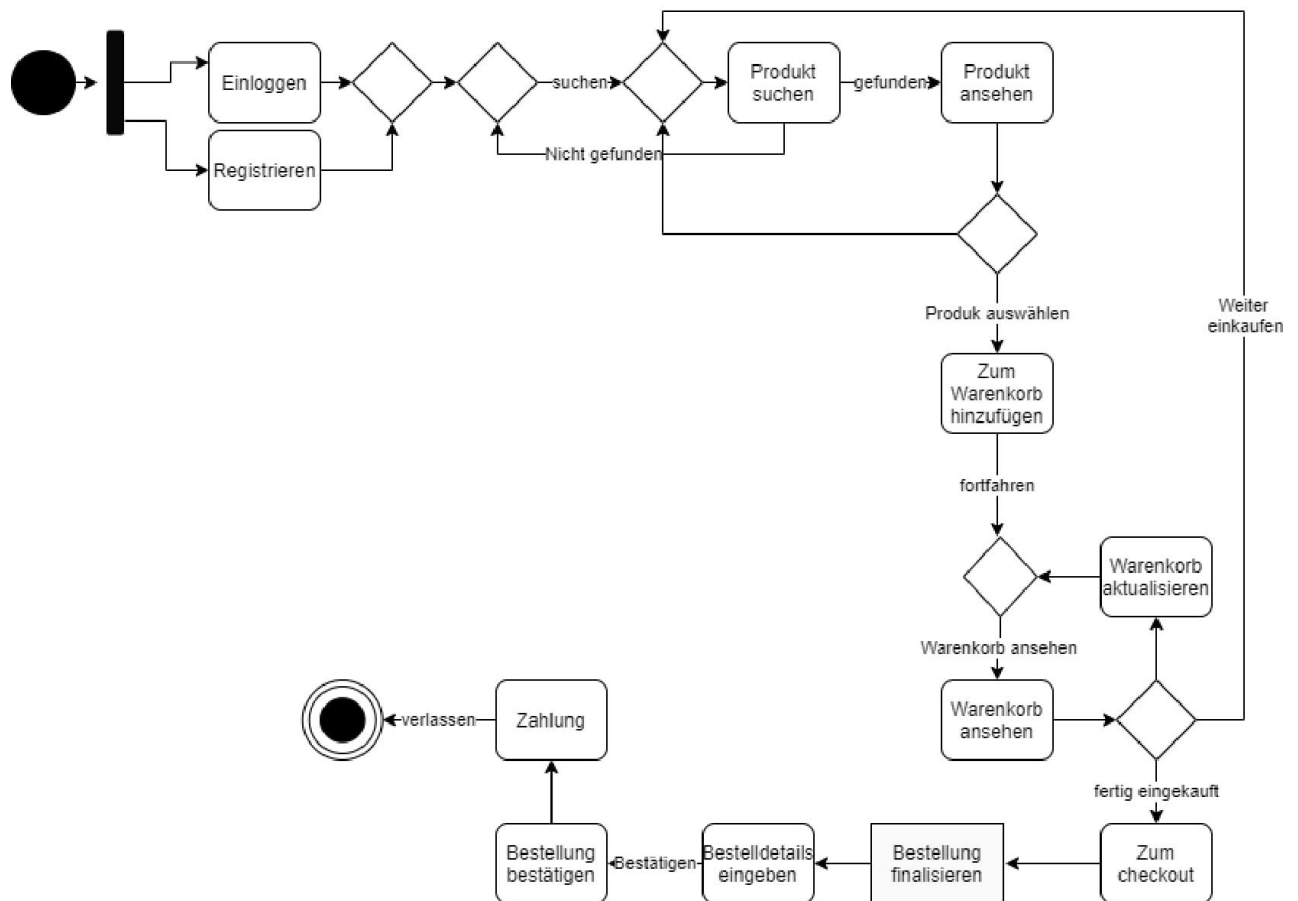 Einloggen
suchen
Produkt
suchen
gefunden
Produkt
ansehen
Nicht gefunden
Registrieren
Produk auswählen
Weiter
einkaufen
Zum
Warenkorb
hinzufügen
fortfahren
Warenkorb
aktualisieren
Warenkorb ansehen
Warenkorb
ansehen
verlassen
Zahlung
fertig eingekauft
Bestellung
bestätigen
Bestätigen
Bestelldetails
eingeben
Bestellung
finalisieren
Zum
checkout